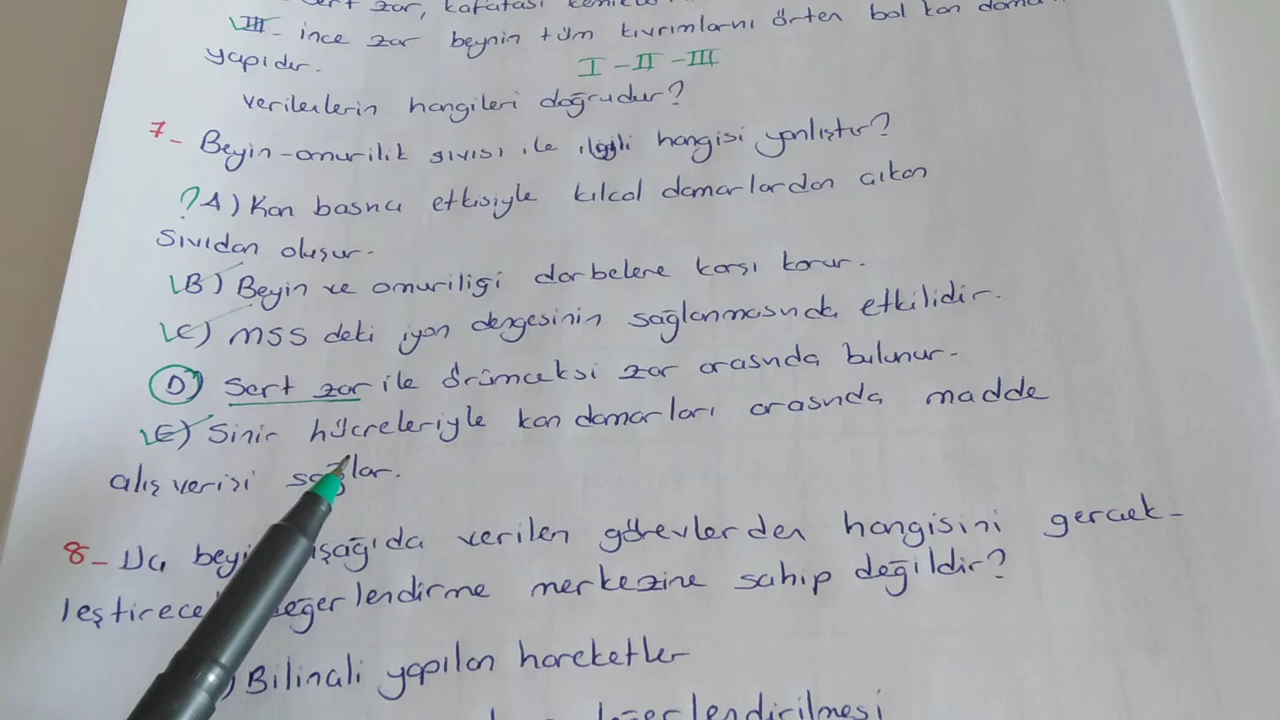 sert zar, kafatası
III- ince zar beynin tüm kıvrımlarını örten bol kan
yapıdır.
I - II - III
verilenlerin hangileri doğrudur?
7- Beyin-omurilik sıvısı ile ilgili hangisi yanlıştır?
? A) Kan basıncı etkisiyle kılcal damarlardan çıkan
sıvıdan oluşur.
B) Beyin ve omuriliği darbelere karşı korur.
C) MSS deki iyon dengesinin sağlanmasında etkilidir.
D) Sert zar ile örümceksi zar arasında bulunur.
E) Sinir hücreleriyle kan damarları arasında madde
alış verişi sağlar.
8- Uç aşağıda verilen görevlerden hangisini gerçek-
değerlendirme merkezine sahip değildir?
) Bilinçli yapılan hareketler